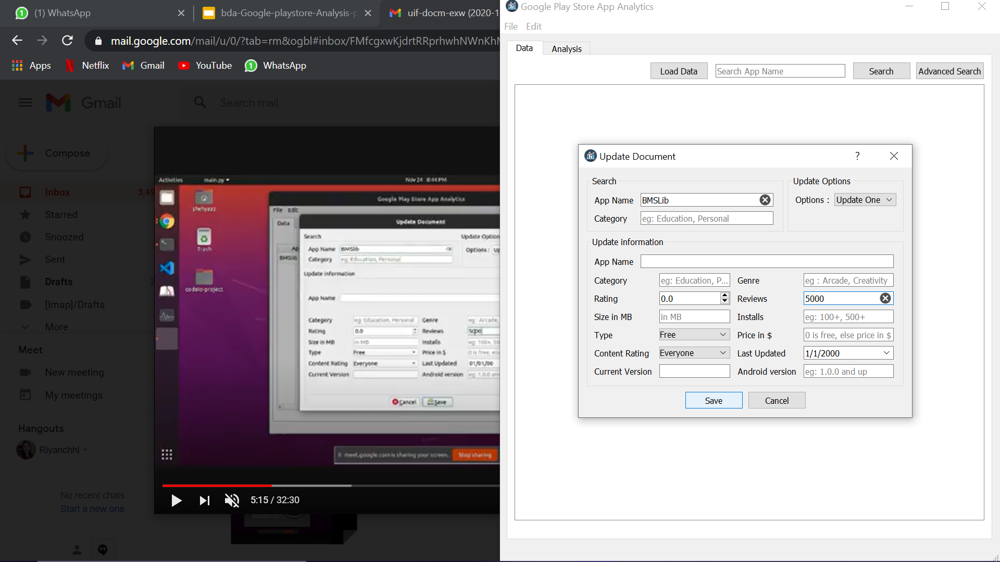 (1) WhatsApp
bda-Google-playstore-Analysis-p
uif-docm-exw (2020-1
mail.google.com/mail/u/0/?tab=rm&ogbl#inbox/FMfcgxwKjdrtRRprhwhNWnKhM
Apps Netflix Gmail YouTube WhatsApp
Gmail
Search mail
Compose
Inbox 3,49
Starred
Snoozed
Sent
Drafts 2
[Imap]/Drafts
More
Meet
New meeting
My meetings
Hangouts
Riyanchhi
No recent chats
Start a new one
Activities main.py Nov 24 8:44 PM
shehyaaz
Trash
codeio-project
Google Play Store App Analytics
File Edit
Data
Update Document
Search Update Option
App Name BMSlib Options : Up
Category eg: Education, Personal
BMSlib
Update information
App Name
Category eg: Education, Personal Genre eg : Arcade,
Rating 0.0 Reviews
Size in MB in MB Installs eg: 100+, 50
Type Free Price in $ 0 is free, els
Content Rating Everyone Last Updated 01/01/00
Current Version Android version eg: 1.0.0 and
Cancel Save
meet.google.com is sharing your screen. Stop sharing
5:15 / 32:30
Google Play Store App Analytics
File Edit
Data Analysis
Load Data Search App Name Search Advanced Search
Update Document ?
Search Update Options
App Name BMSLib Options : Update One
Category eg: Education, Personal
Update information
App Name
Category eg: Education, P... Genre eg : Arcade, Creativity
Rating 0.0 Reviews 5000
Size in MB in MB Installs eg: 100+, 500+
Type Free Price in $ 0 is free, else price in $
Content Rating Everyone Last Updated 1/1/2000
Current Version Android version eg: 1.0.0 and up
Save Cancel